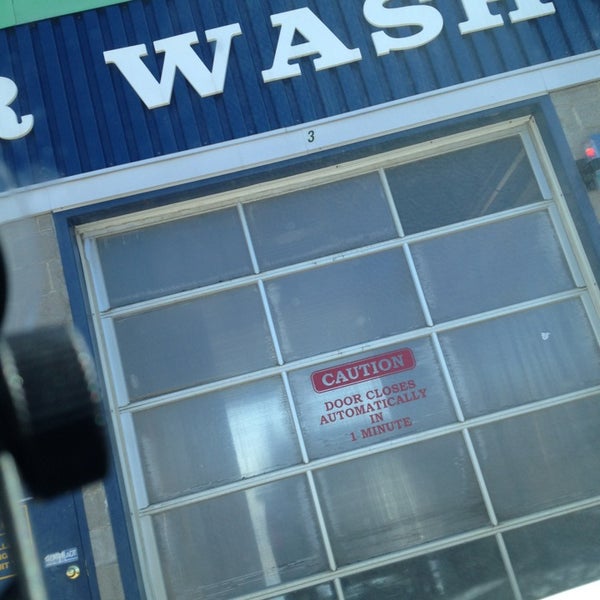 R WASH
3
CAUTION
DOOR CLOSES
AUTOMATICALLY
IN
1 MINUTE